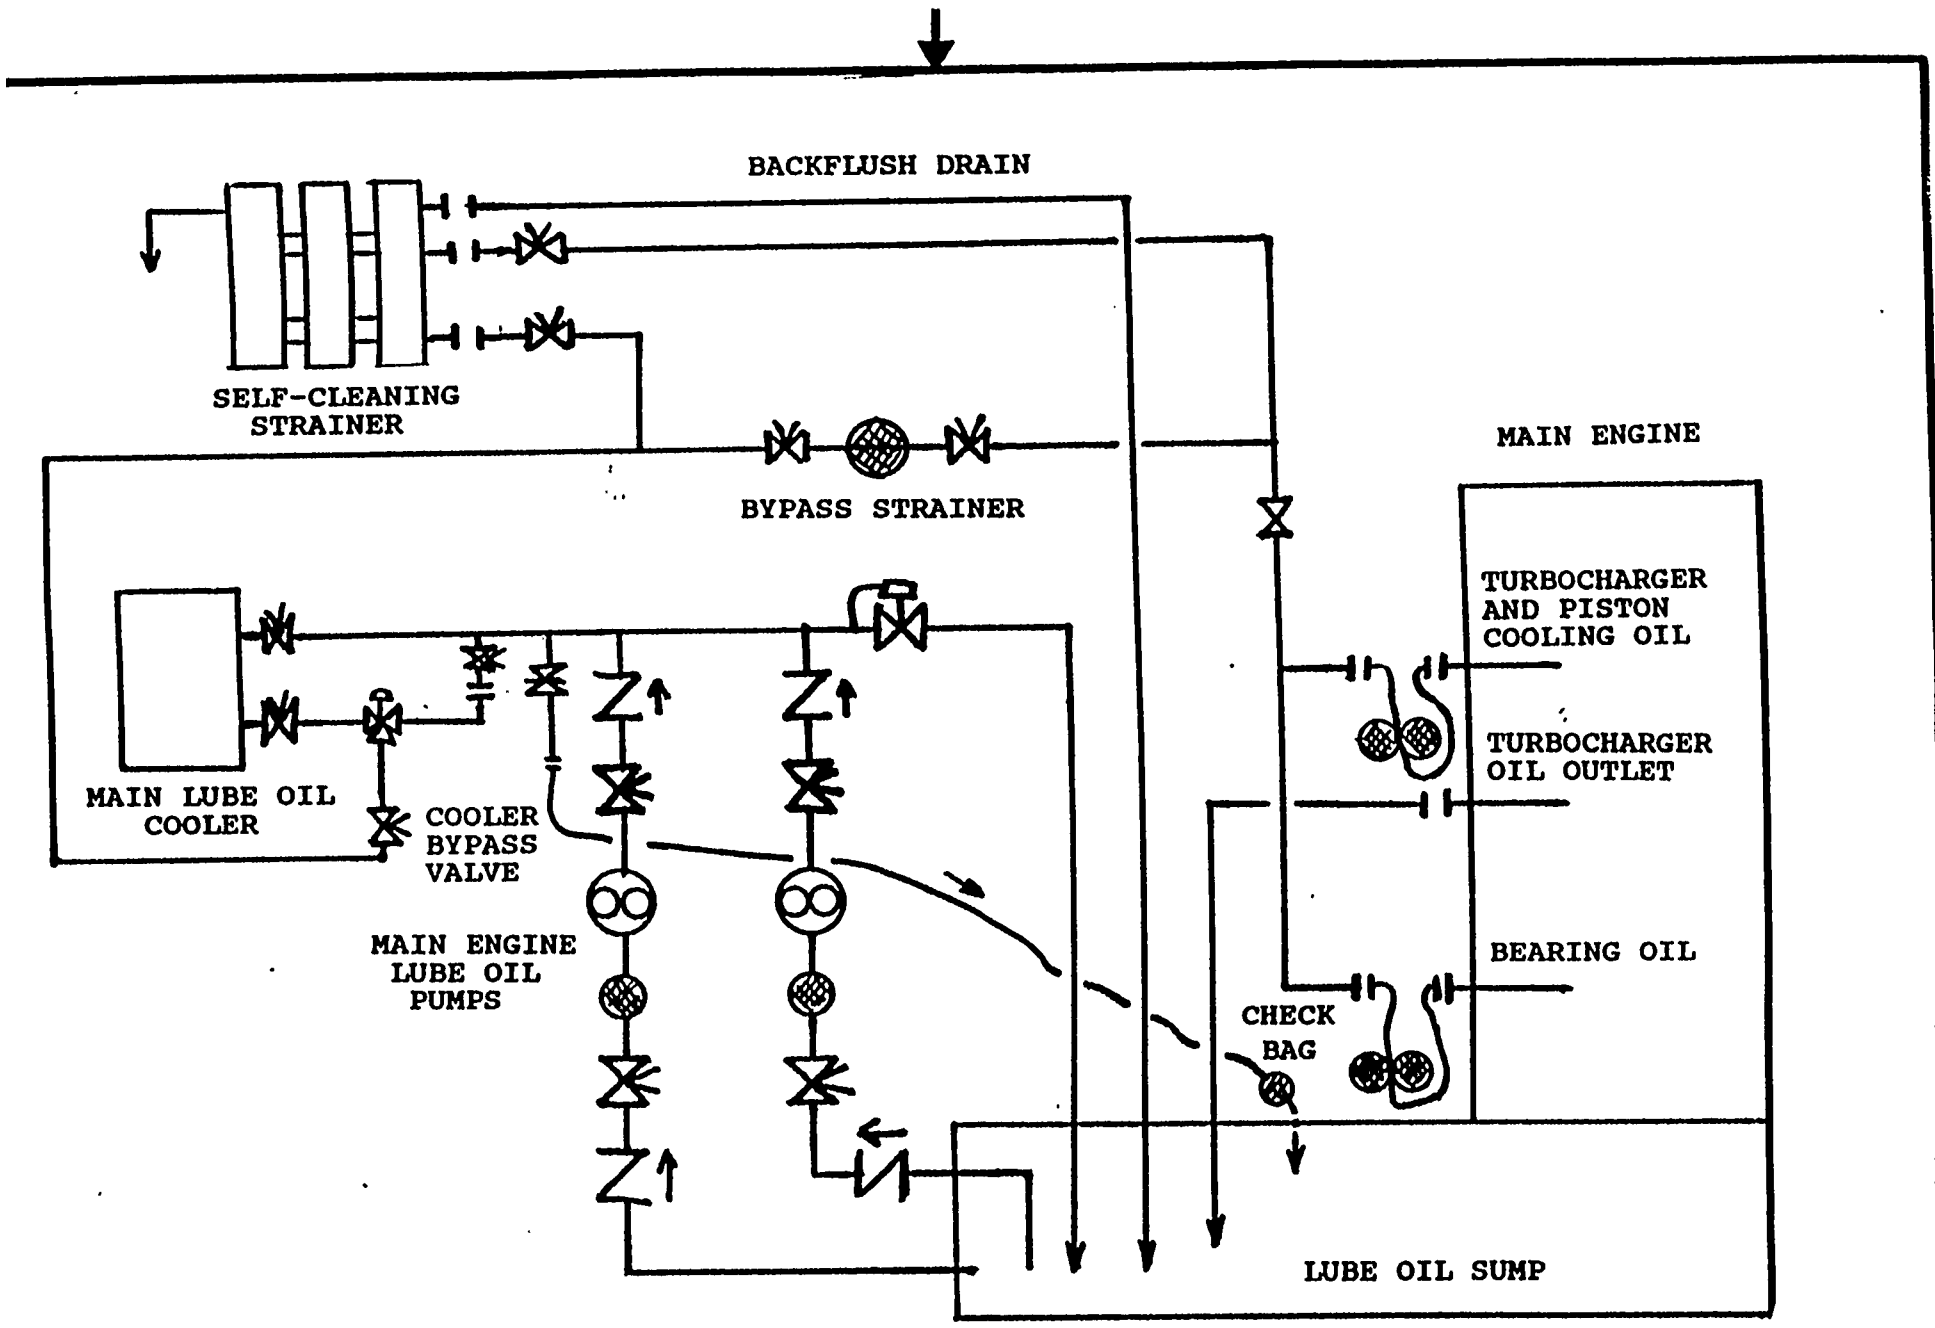 BACKFLUSH DRAIN
SELF-CLEANING
STRAINER
BYPASS STRAINER
MAIN ENGINE
TURBOCHARGER
AND PISTON
COOLING OIL
TURBOCHARGER
OIL OUTLET
MAIN LUBE OIL
COOLER
COOLER
BYPASS
VALVE
MAIN ENGINE
LUBE OIL
PUMPS
BEARING OIL
CHECK
BAG
LUBE OIL SUMP